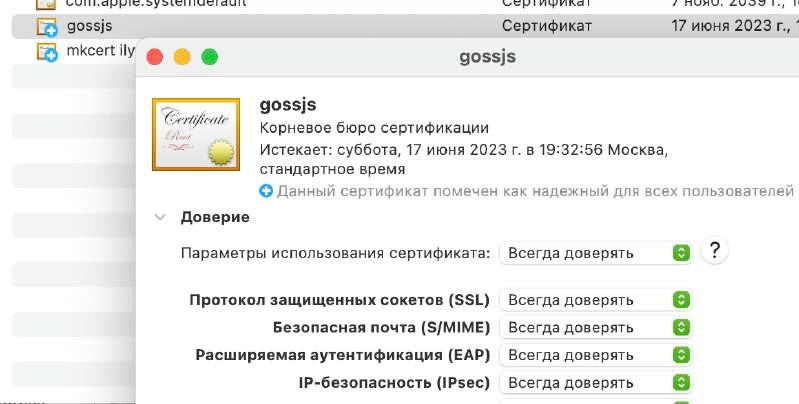 com.apple.systemdefault Сертификат 7 нояб. 2039 г., 18
gossjs Сертификат 17 июня 2023 г.,
mkcert ily
gossjs
Certificate
Root
gossjs
Корневое бюро сертификации
Истекает: суббота, 17 июня 2023 г. в 19:32:56 Москва,
стандартное время
Данный сертификат помечен как надежный для всех пользователей
Доверие
Параметры использования сертификата: Всегда доверять ?
Протокол защищенных сокетов (SSL) Всегда доверять
Безопасная почта (S/MIME) Всегда доверять
Расширяемая аутентификация (EAP) Всегда доверять
IP-безопасность (IPsec) Всегда доверять